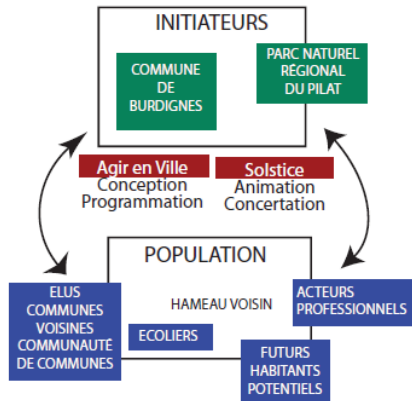 INITIATEURS
COMMUNE
DE
BURDIGNES
PARC NATUREL
RÉGIONAL
DU PILAT
Agir en Ville
Conception
Programmation
Solstice
Animation
Concertation
POPULATION
ELUS
COMMUNES
VOISINES
COMMUNAUTÉ
DE COMMUNES
HAMEAU VOISIN
ECOLIERS
ACTEURS
PROFESSIONNELS
FUTURS
HABITANTS
POTENTIELS